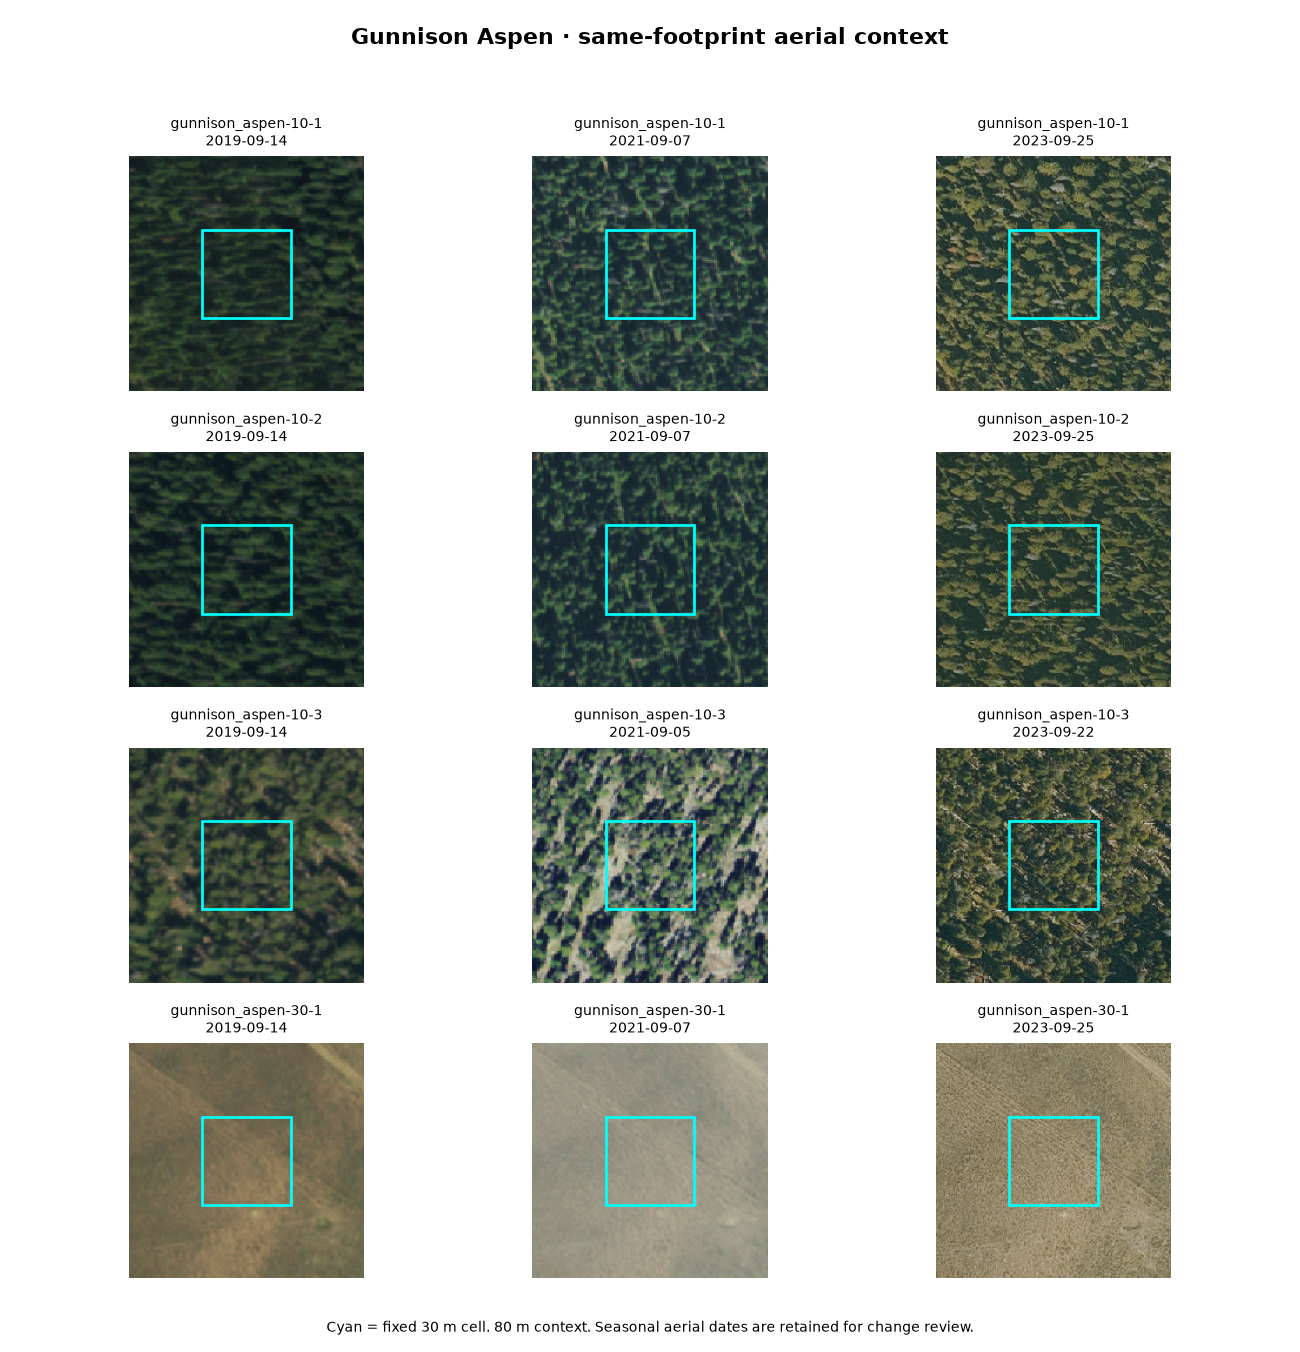 Gunnison Aspen · same-footprint aerial context
gunnison_aspen-10-1
2019-09-14
gunnison_aspen-10-1
2021-09-07
gunnison_aspen-10-1
2023-09-25
gunnison_aspen-10-2
2019-09-14
gunnison_aspen-10-2
2021-09-07
gunnison_aspen-10-2
2023-09-25
gunnison_aspen-10-3
2019-09-14
gunnison_aspen-10-3
2021-09-05
gunnison_aspen-10-3
2023-09-22
gunnison_aspen-30-1
2019-09-14
gunnison_aspen-30-1
2021-09-07
gunnison_aspen-30-1
2023-09-25
Cyan = fixed 30 m cell. 80 m context. Seasonal aerial dates are retained for change review.